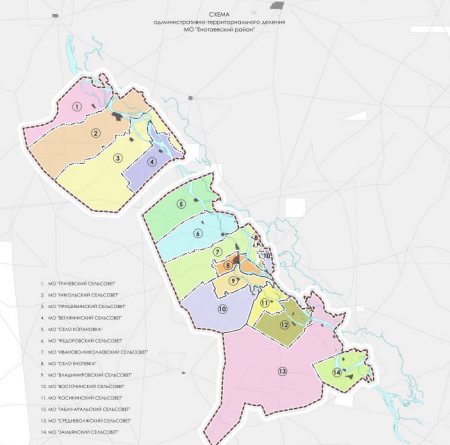 СХЕМА
административно-территориального деления
МО "Енотаевский район"
1
2
3
4
5
6
7
8
8
9
10
10
11
12
13
14
1. МО "ГРАЧЕВСКИЙ СЕЛЬСОВЕТ"
2. МО "НИКОЛЬСКИЙ СЕЛЬСОВЕТ"
3. МО "ПРИШИБИНСКИЙ СЕЛЬСОВЕТ"
4. МО "ВЕТЛЯНИНСКИЙ СЕЛЬСОВЕТ"
5. МО "СЕЛО КОПАНОВКА"
6. МО "ФЕДОРОВСКИЙ СЕЛЬСОВЕТ"
7. МО "ИВАНОВО-НИКОЛАЕВСКИЙ СЕЛЬСОВЕТ"
8. МО "СЕЛО ЕНОТАЕВКА"
9. МО "ВЛАДИМИРОВСКИЙ СЕЛЬСОВЕТ"
10. МО "ВОСТОЧИНСКИЙ СЕЛЬСОВЕТ"
11. МО "КОСИКИНСКИЙ СЕЛЬСОВЕТ"
12. МО "ТАБУН-АРАЛЬСКИЙ СЕЛЬСОВЕТ"
13. МО "СРЕДНЕВОЛЖСКИЙ СЕЛЬСОВЕТ"
14. МО "ЗАМЬЯНСКИЙ СЕЛЬСОВЕТ"